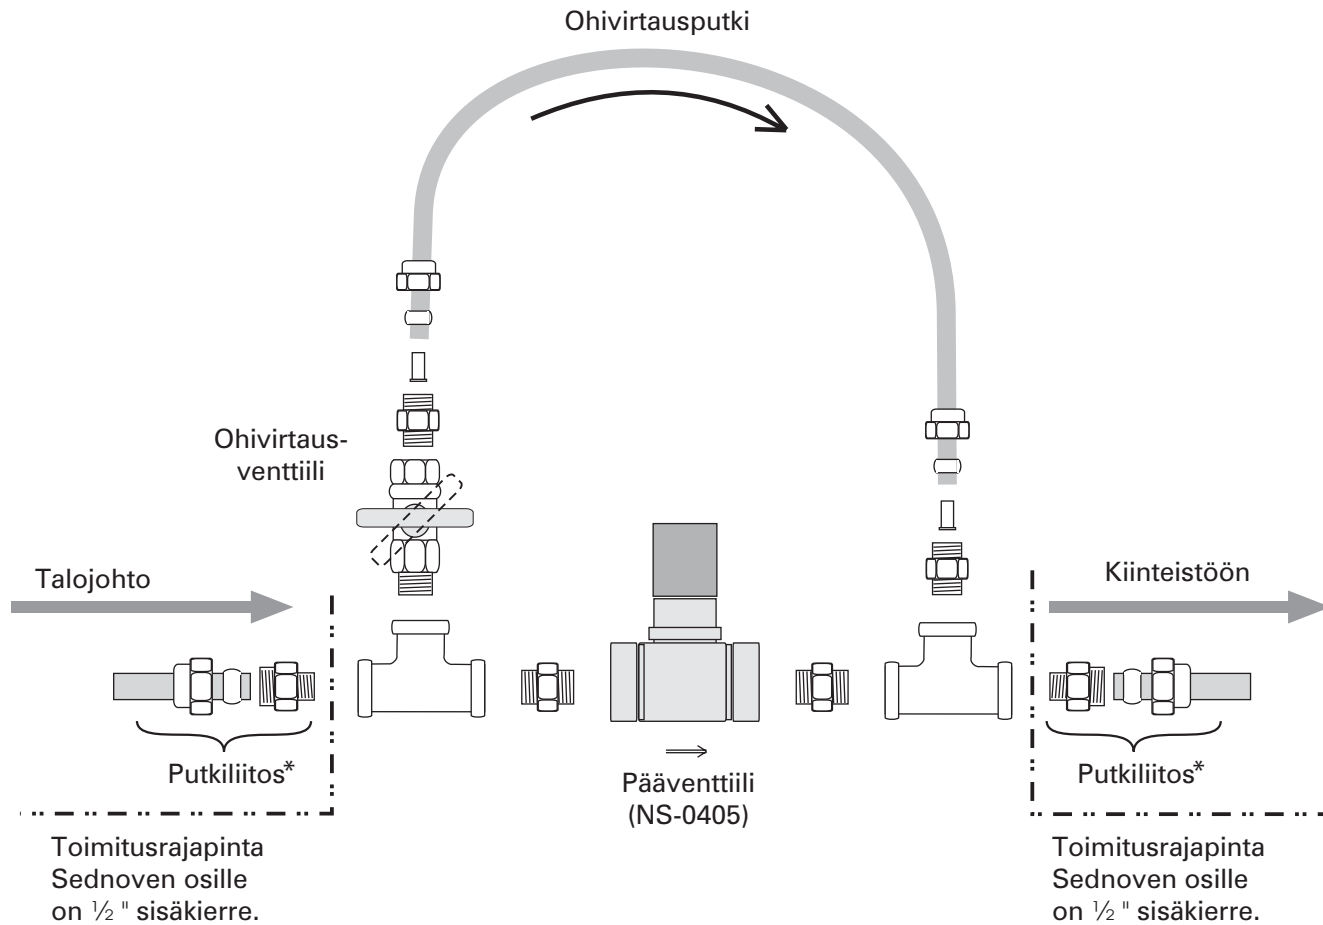 Ohivirtausputki
Ohivirtaus-
venttiili
Talojohto
Kiinteistöön
Putkiliitos*
Pääventtiili
(NS-0405)
Putkiliitos*
Toimitusrajapinta
Sednoven osille
on ½ " sisäkierre.
Toimitusrajapinta
Sednoven osille
on ½ " sisäkierre.